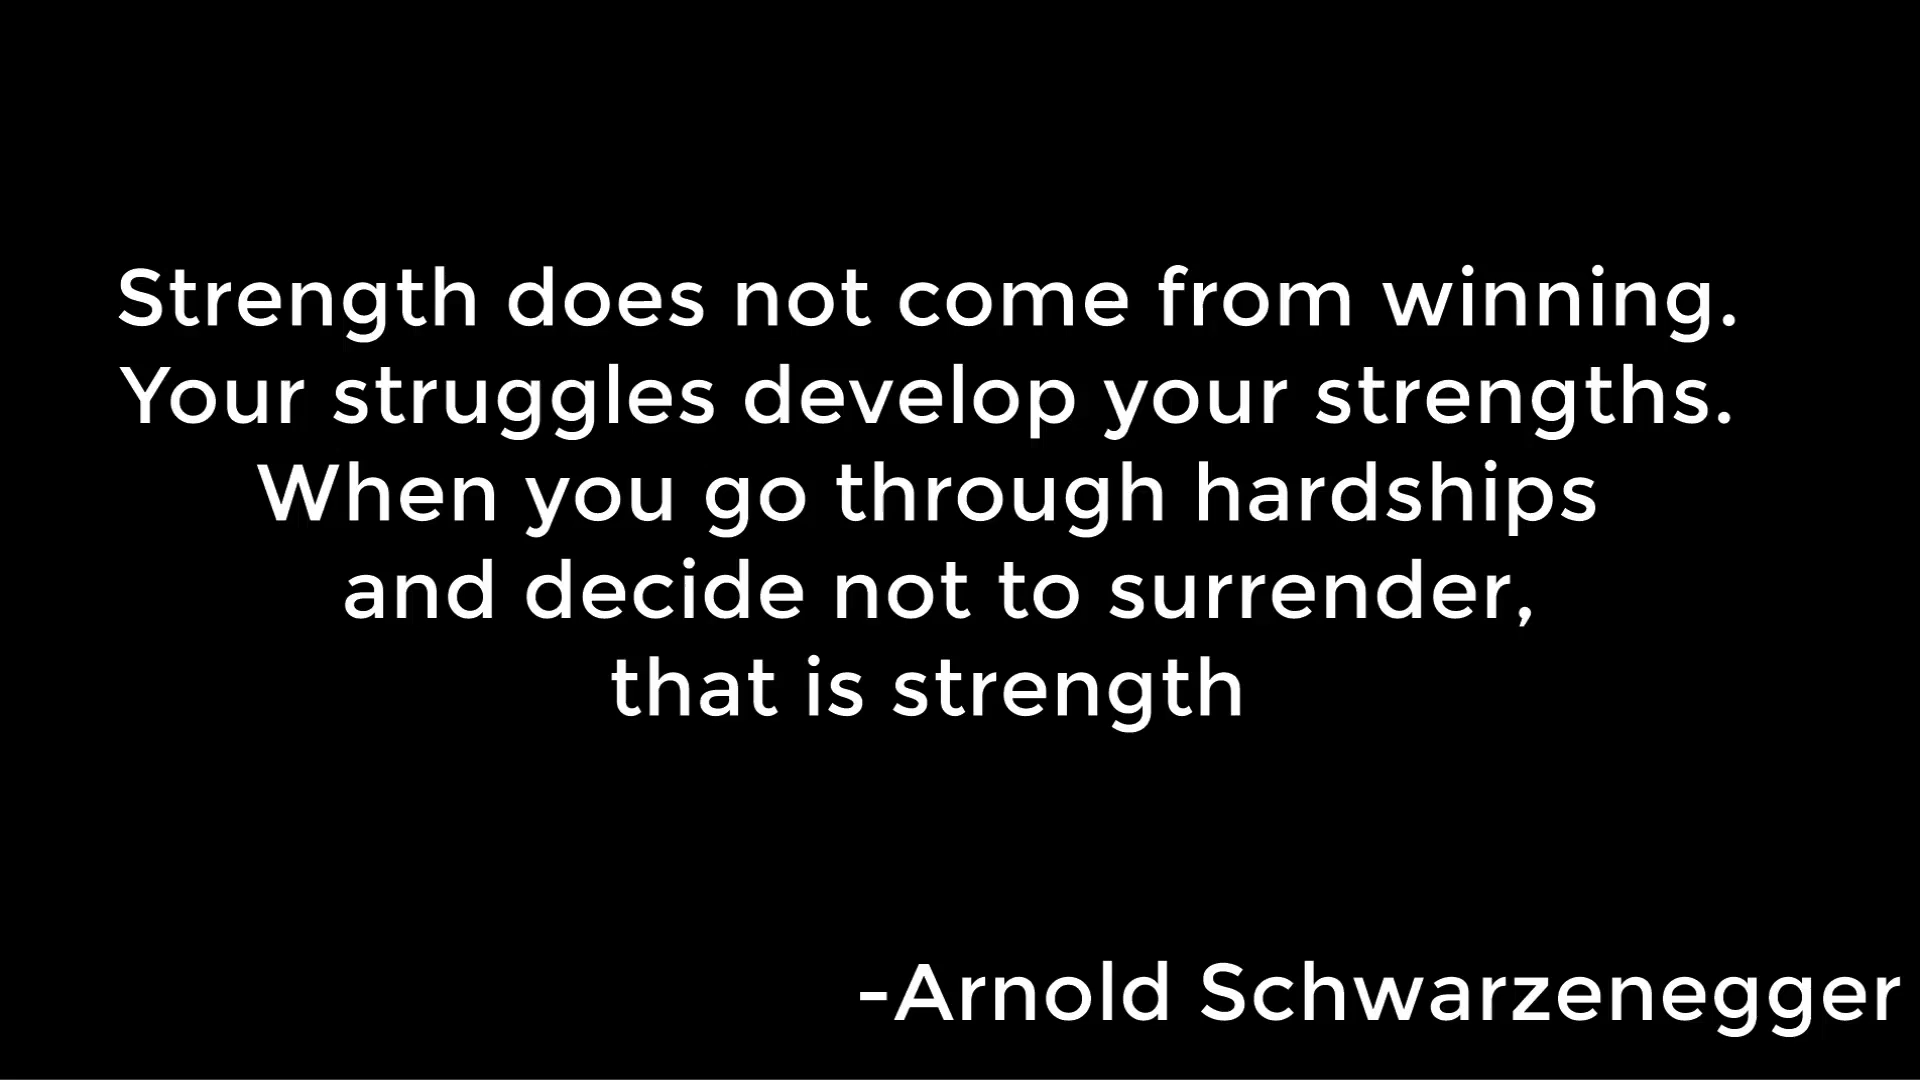 Strength does not come from winning.
Your struggles develop your strengths.
When you go through hardships
and decide not to surrender,
that is strength
-Arnold Schwarzenegger